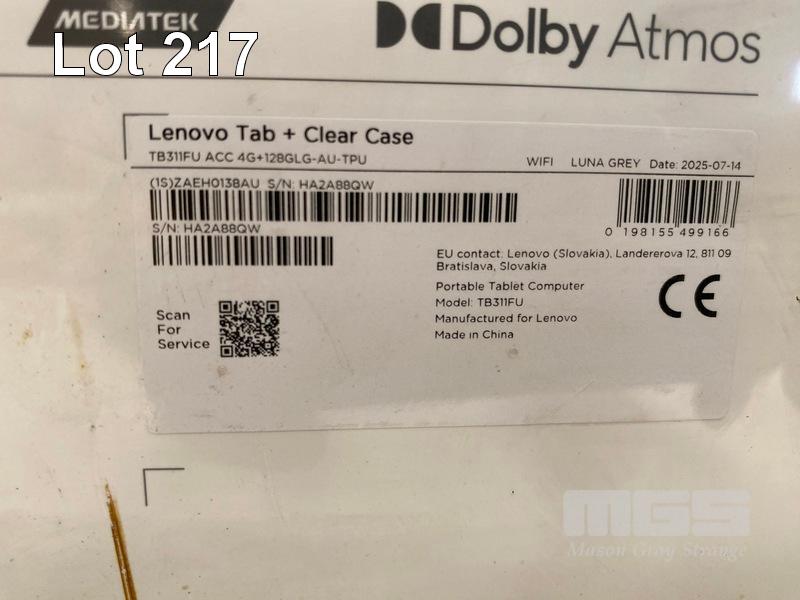 MEDIATEK
Lot 217
Dolby Atmos
Lenovo Tab + Clear Case
TB311FU ACC 4G+128GLG-AU-TPU
WIFI LUNA GREY Date: 2025-07-14
(1S)ZAEH0138AU S/N: HA2A88QW
S/N: HA2A88QW
0 198155 499166
EU contact: Lenovo (Slovakia), Landererova 12, 811 09
Bratislava, Slovakia
Portable Tablet Computer
Model: TB311FU
Manufactured for Lenovo
Made in China
CE
Scan
For
Service
MGS
Mason Gray Strange